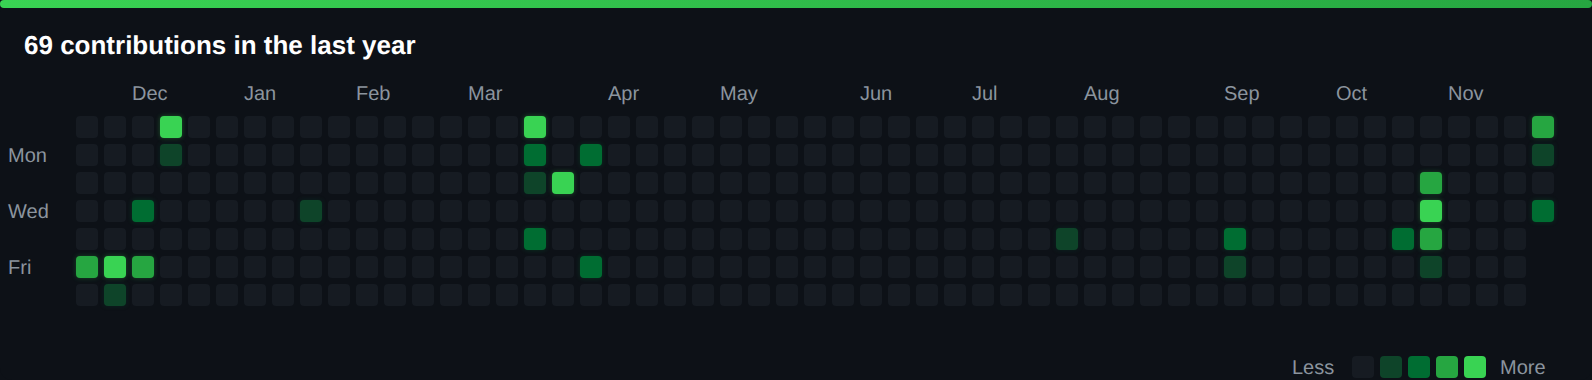 69 contributions in the last year
Dec Jan Feb Mar Apr May Jun Jul Aug Sep Oct Nov
Mon
Wed
Fri
Less More